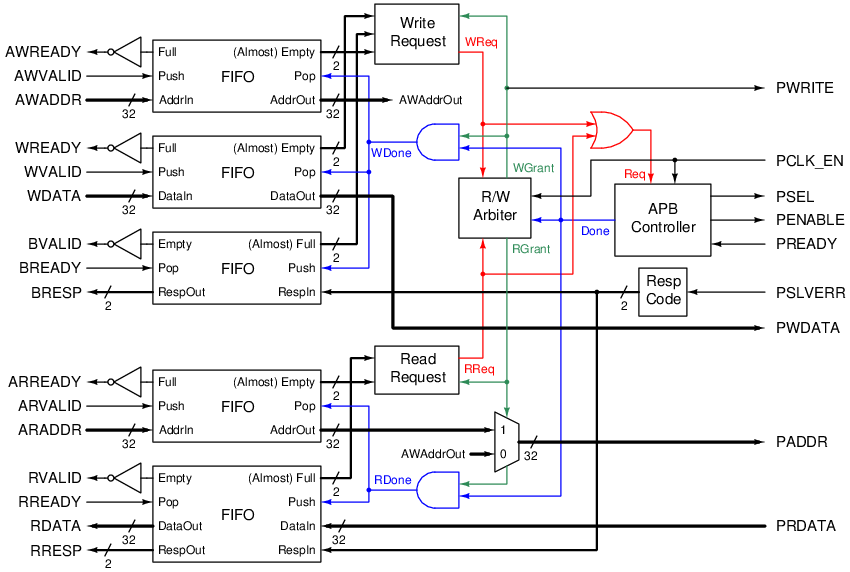 Write
Request
AWREADY
Full
(Almost) Empty
2
WReq
AWVALID
Push
FIFO
Pop
PWRITE
AWADDR
32
AddrIn
AddrOut
32
AWAddrOut
WREADY
Full
(Almost) Empty
2
WDone
WVALID
Push
FIFO
Pop
WGrant
Req
PCLK_EN
WDATA
32
DataIn
DataOut
32
R/W
Arbiter
APB
Controller
PSEL
PENABLE
Done
BVALID
Empty
(Almost) Full
2
RGrant
PREADY
BREADY
Pop
FIFO
Push
BRESP
2
RespOut
RespIn
2
Resp
Code
PSLVERR
PWDATA
Read
Request
RReq
ARREADY
Full
(Almost) Empty
2
ARVALID
Push
FIFO
Pop
ARADDR
32
AddrIn
AddrOut
32
1
0
AWAddrOut
32
PADDR
RVALID
Empty
(Almost) Full
2
RDone
RREADY
Pop
FIFO
Push
RDATA
32
DataOut
DataIn
32
PRDATA
RRESP
2
RespOut
RespIn